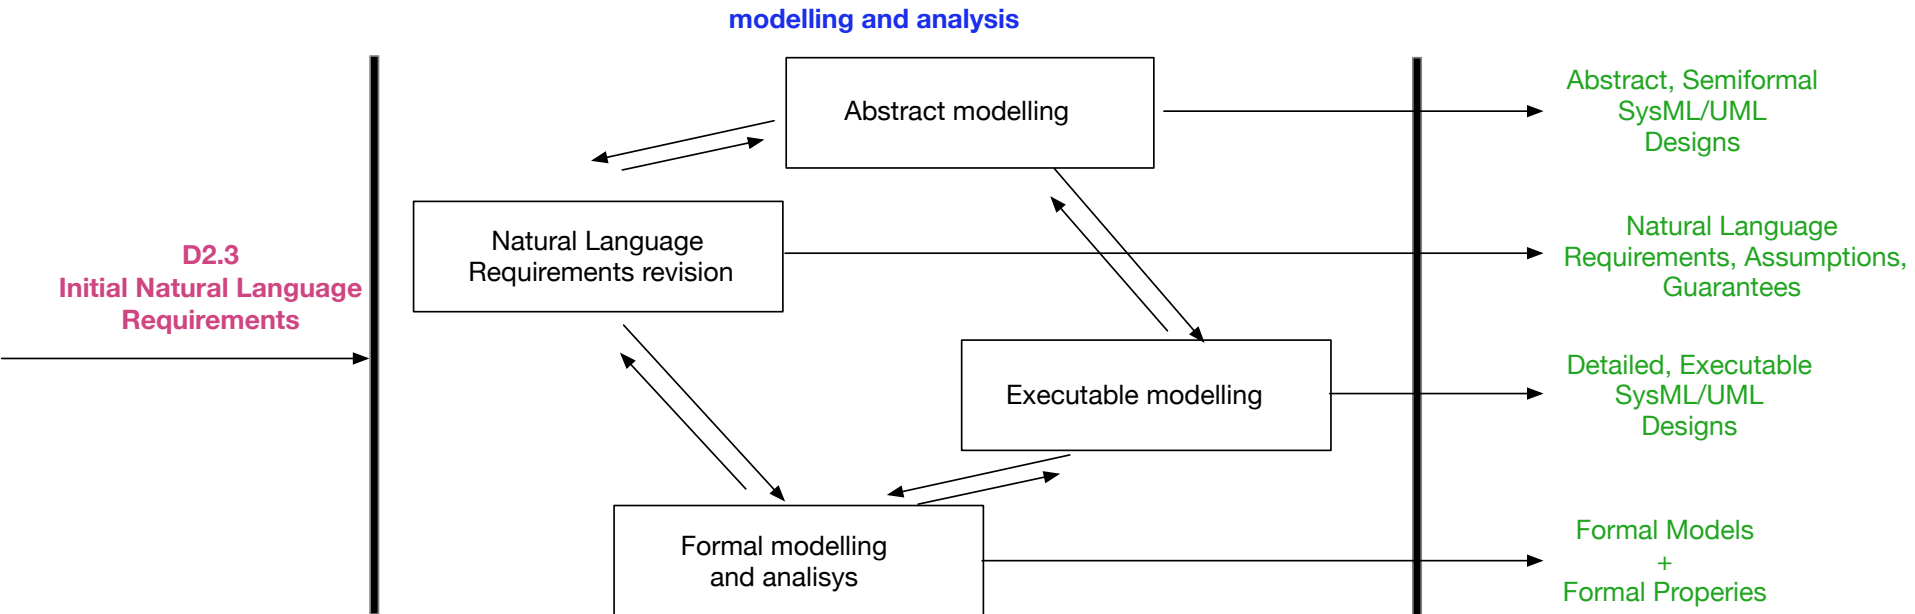 modelling and analysis
Abstract modelling
Abstract, Semiformal
SysML/UML
Designs
Natural Language
Requirements revision
Natural Language
Requirements, Assumptions,
Guarantees
D2.3
Initial Natural Language
Requirements
Executable modelling
Detailed, Executable
SysML/UML
Designs
Formal modelling
and analisys
Formal Models
+
Formal Properies